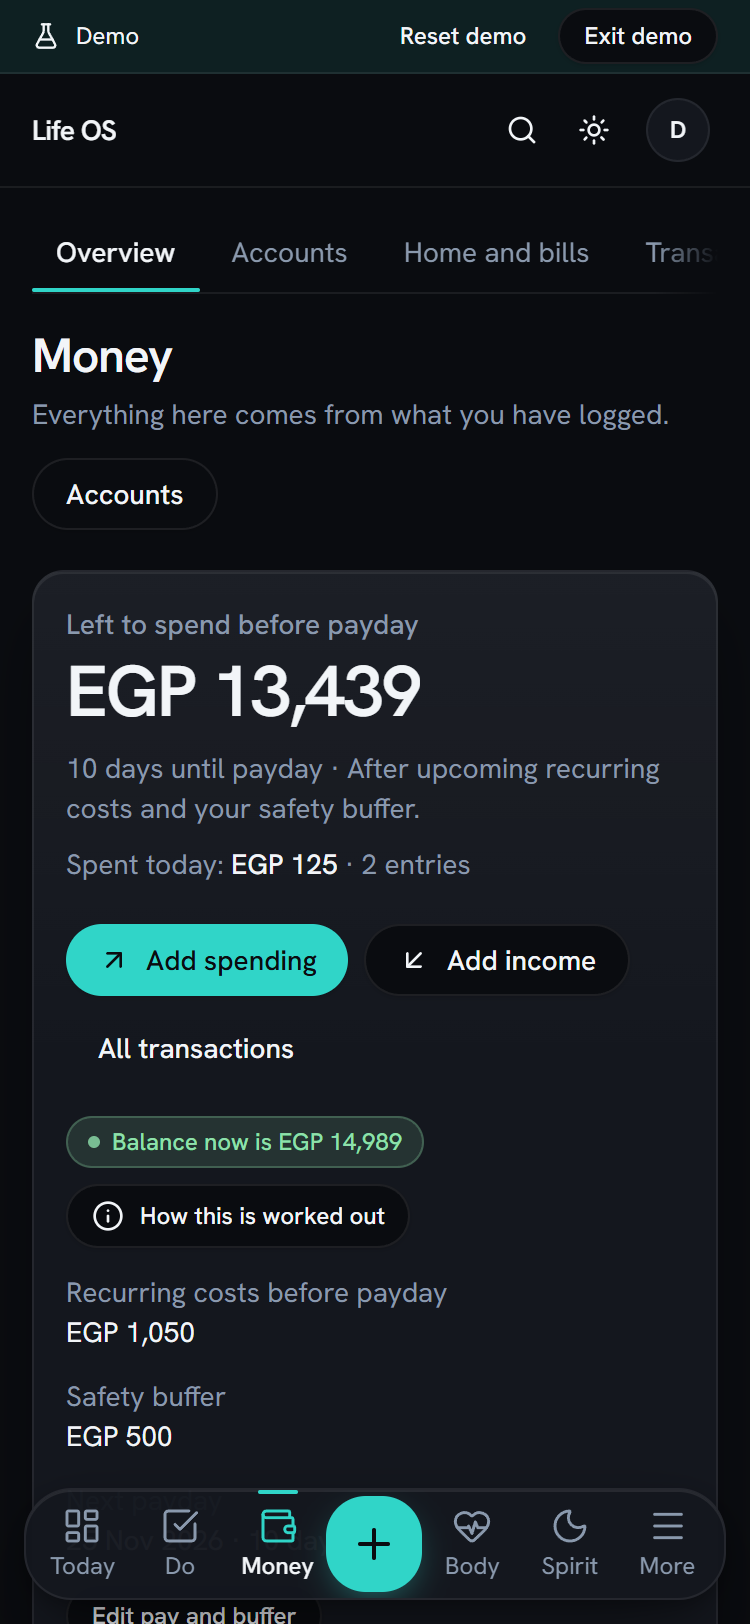 Demo
Reset demo
Exit demo
Life OS
D
Overview
Accounts
Home and bills
Trans
Money
Everything here comes from what you have logged.
Accounts
Left to spend before payday
EGP 13,439
10 days until payday · After upcoming recurring
costs and your safety buffer.
Spent today: EGP 125 · 2 entries
Add spending
Add income
All transactions
Balance now is EGP 14,989
How this is worked out
Recurring costs before payday
EGP 1,050
Safety buffer
EGP 500
Next payday
Today
Do
Money
Body
Spirit
More
Edit pay and buffer